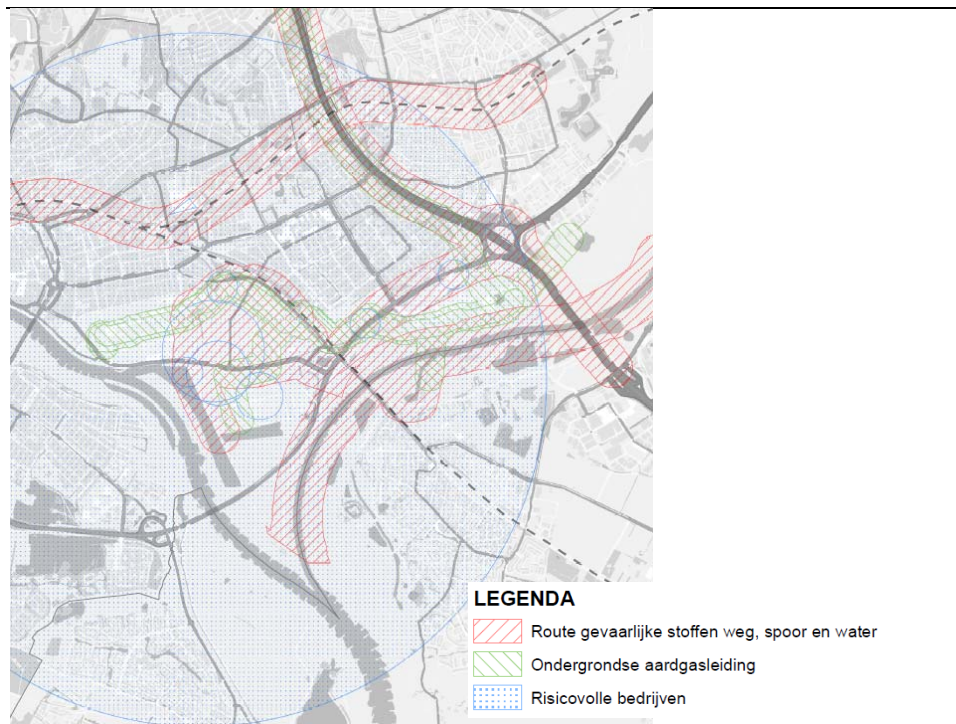 LEGENDA
Route gevaarlijke stoffen weg, spoor en water
Ondergrondse aardgasleiding
Risicovolle bedrijven